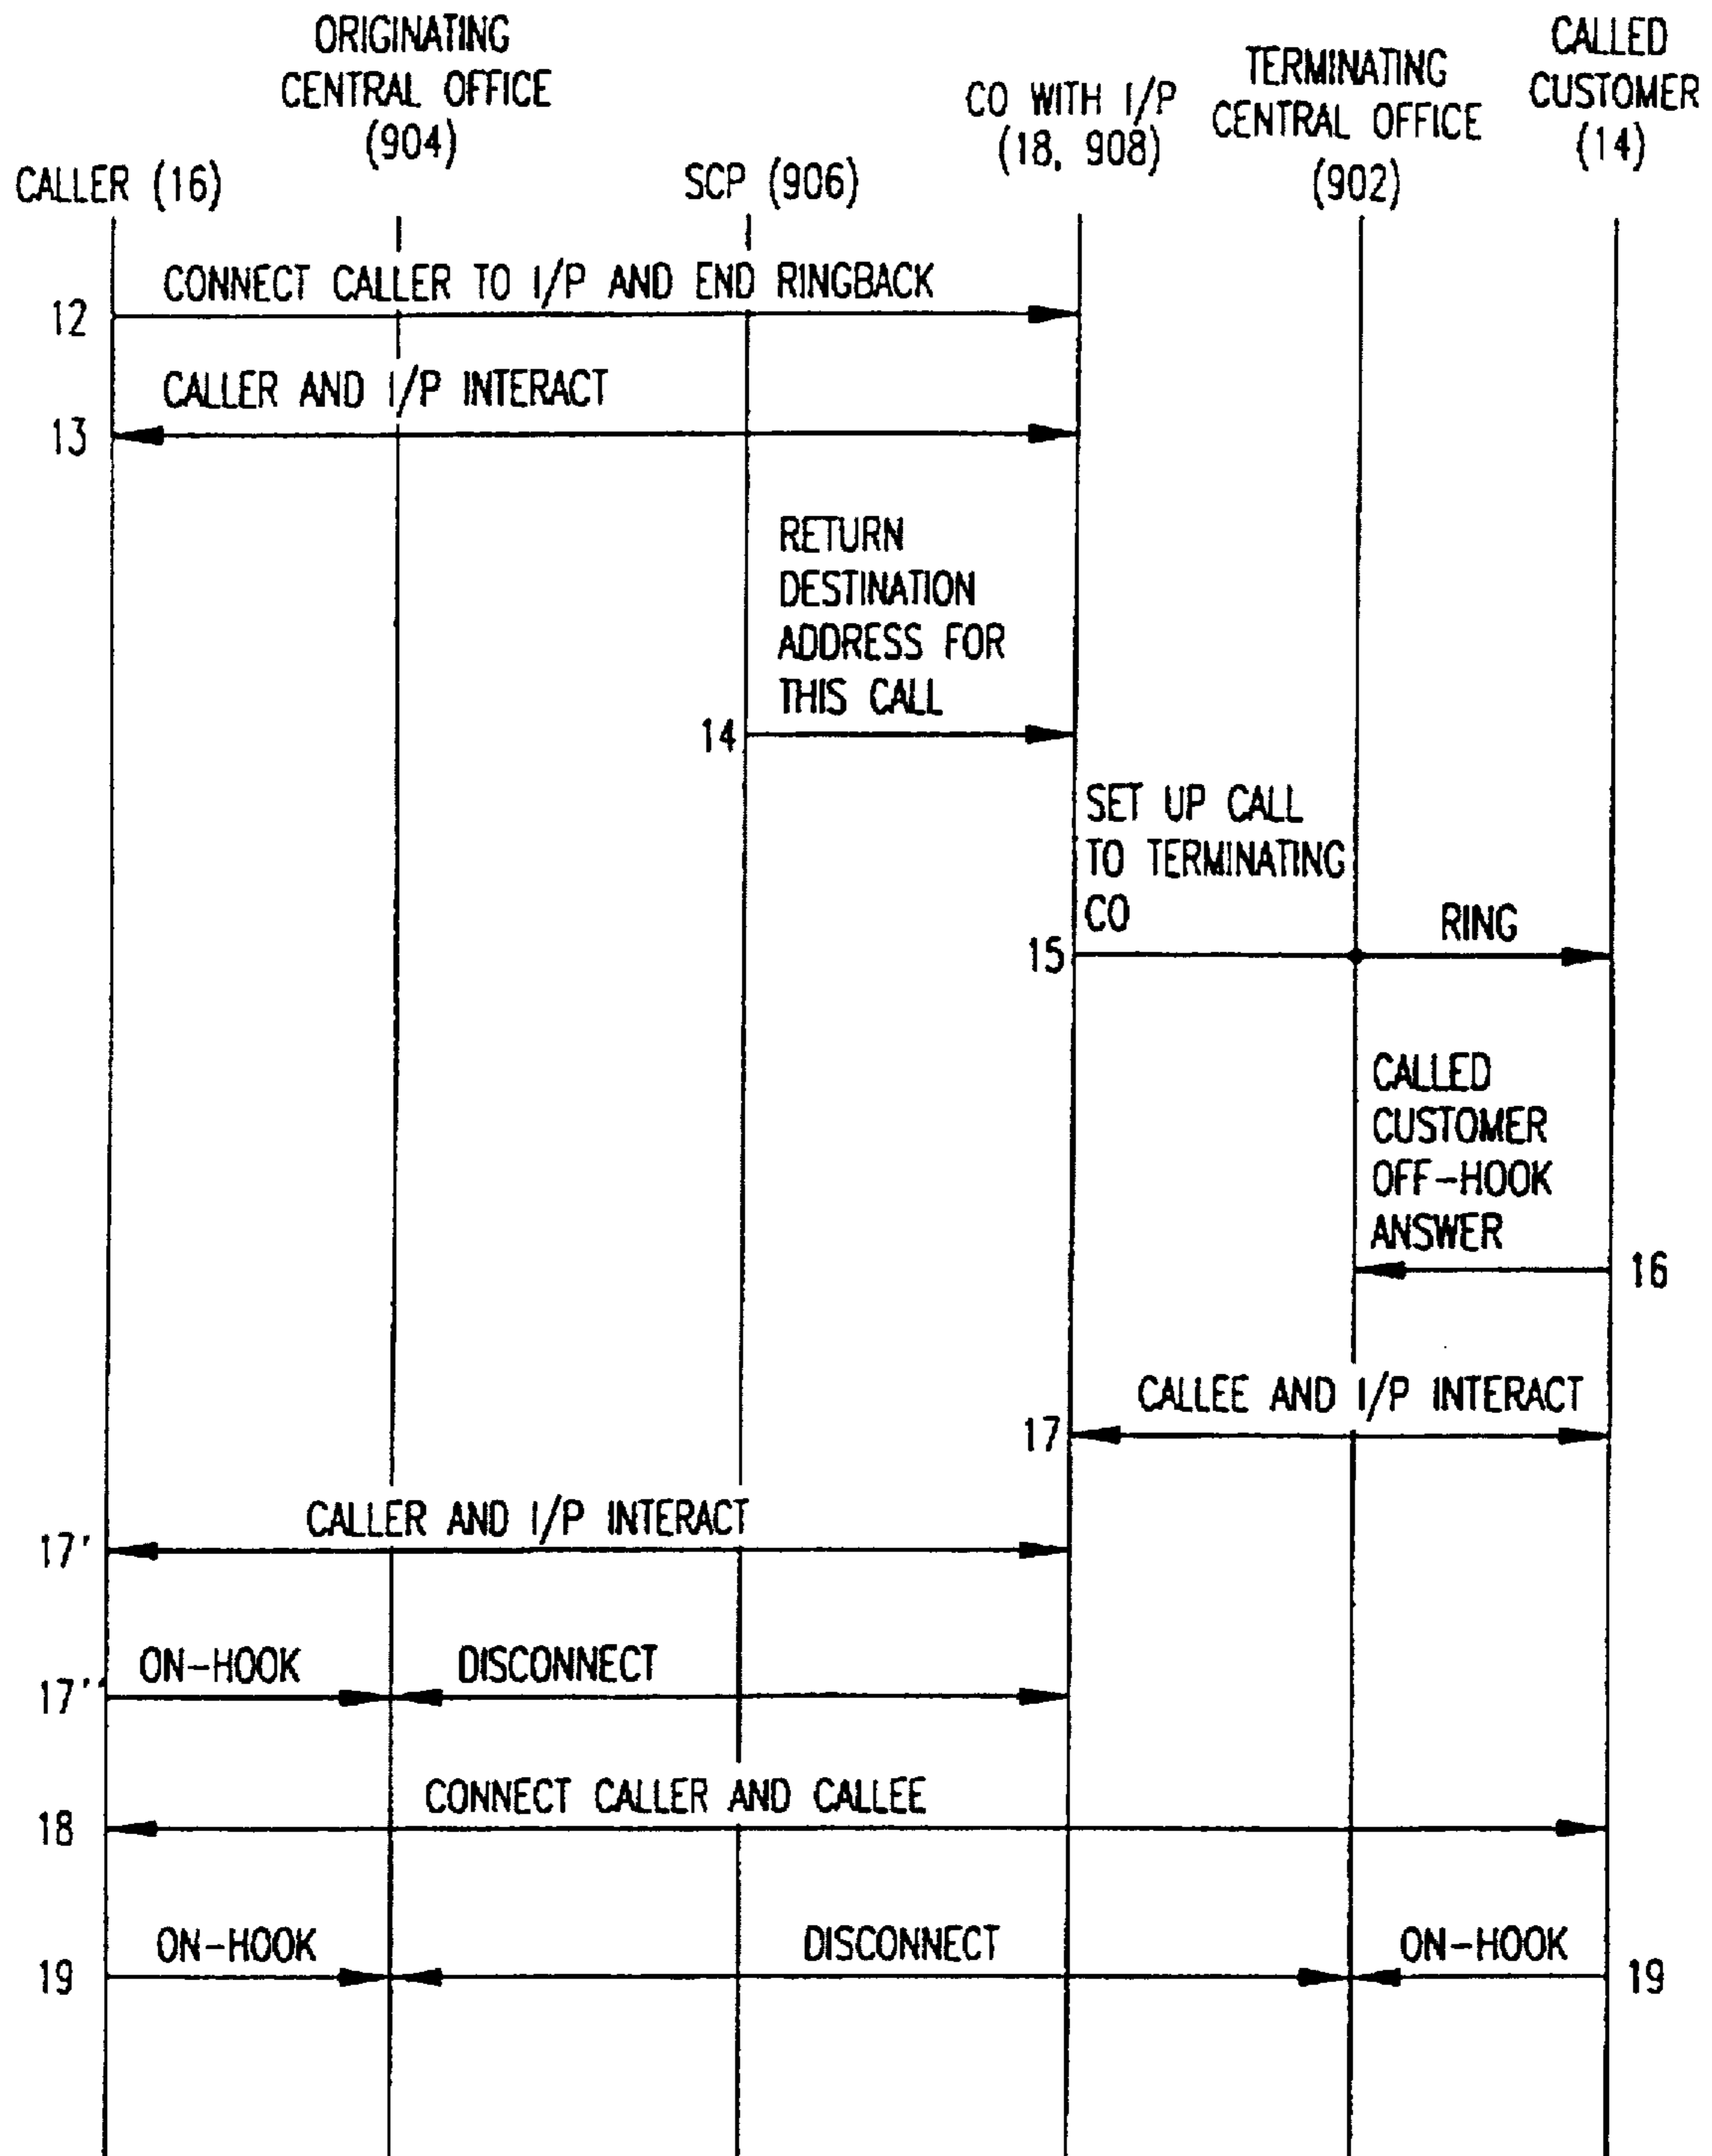 ORIGINATING
CENTRAL OFFICE
(904)
CALLER (16)
SCP (906)
CO WITH I/P
(18, 908)
TERMINATING
CENTRAL OFFICE
(902)
CALLED
CUSTOMER
(14)
CONNECT CALLER TO I/P AND END RINGBACK
12
CALLER AND I/P INTERACT
13
RETURN
DESTINATION
ADDRESS FOR
THIS CALL
14
SET UP CALL
TO TERMINATING
CO
RING
15
CALLED
CUSTOMER
OFF-HOOK
ANSWER
16
CALLEE AND I/P INTERACT
17
CALLER AND I/P INTERACT
17'
ON-HOOK DISCONNECT
17''
CONNECT CALLER AND CALLEE
18
ON-HOOK DISCONNECT ON-HOOK
19 19